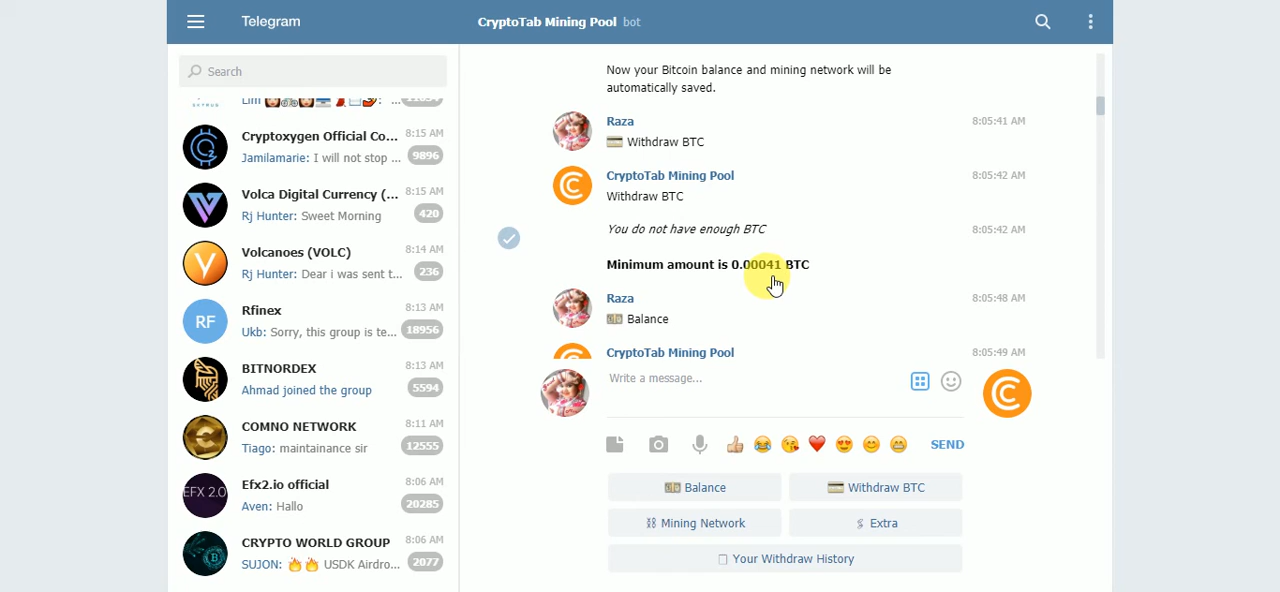 Telegram
CryptoTab Mining Pool bot
Search
Lim
Cryptoxygen Official Co... 8:15 AM
Jamilamarie: I will not stop ... 9896
Volca Digital Currency (... 8:15 AM
Rj Hunter: Sweet Morning 420
Volcanoes (VOLC) 8:14 AM
Rj Hunter: Dear i was sent t... 236
RF
Rfinex 8:13 AM
Ukb: Sorry, this group is te... 18956
BITNORDEX 8:13 AM
Ahmad joined the group 5594
COMNO NETWORK 8:11 AM
Tiago: maintainance sir 12555
EFX 2.0
Efx2.io official 8:06 AM
Aven: Hallo 20285
CRYPTO WORLD GROUP 8:06 AM
SUJON: 🔥🔥 USDK Airdro... 2077
Now your Bitcoin balance and mining network will be
automatically saved.
Raza 8:05:41 AM
💳 Withdraw BTC
CryptoTab Mining Pool 8:05:42 AM
Withdraw BTC
You do not have enough BTC 8:05:42 AM
Minimum amount is 0.00041 BTC
Raza 8:05:48 AM
💵 Balance
CryptoTab Mining Pool 8:05:49 AM
Write a message...
SEND
💵 Balance
💳 Withdraw BTC
⛓ Mining Network
🖇 Extra
📋 Your Withdraw History